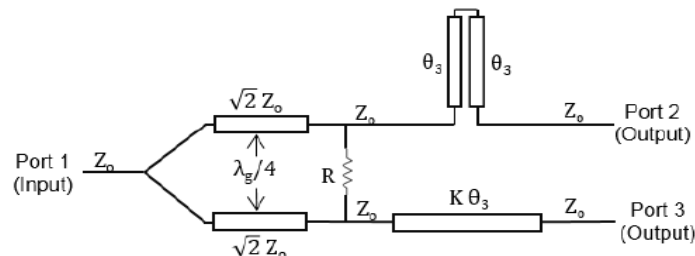 θ₃ θ₃
√2 Zₒ
Zₒ
Zₒ
Port 2
(Output)
Port 1
(Input)
Zₒ
λg/4
R
Zₒ
K θ₃
Zₒ
Port 3
(Output)
√2 Zₒ